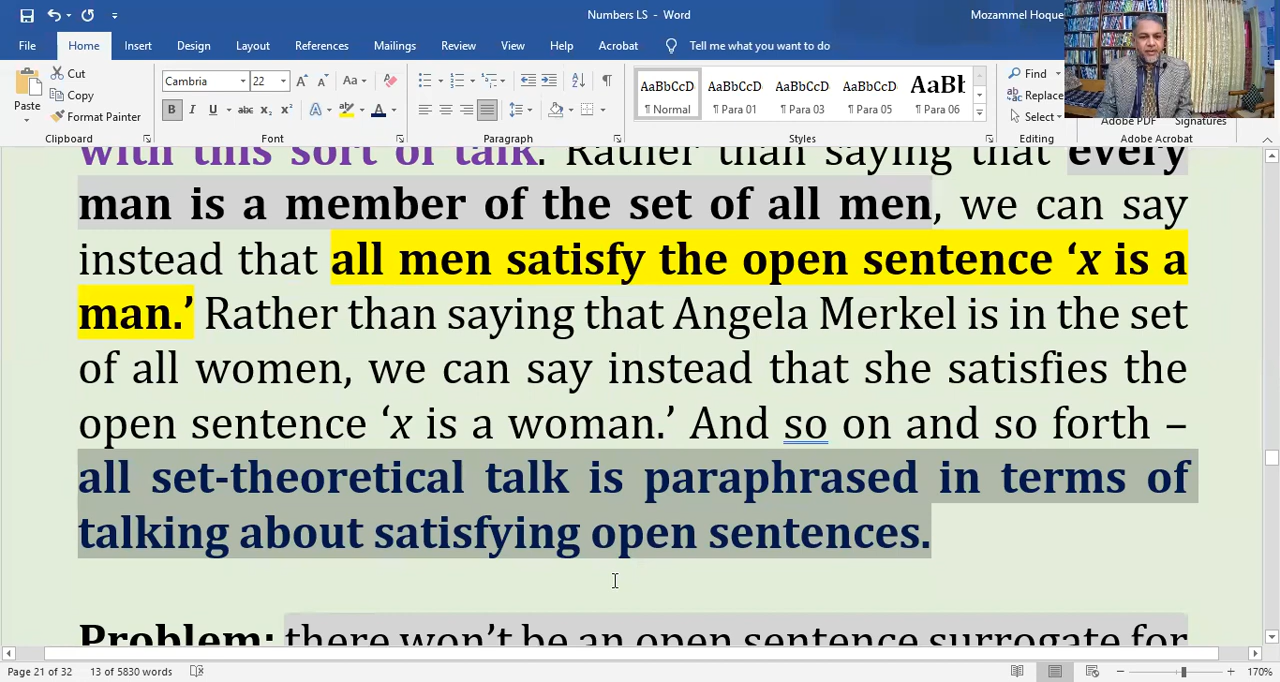 Numbers LS - Word
Mozammel Hoque
File Home Insert Design Layout References Mailings Review View Help Acrobat Tell me what you want to do
Paste
Cut
Copy
Format Painter
Clipboard
Cambria 22
Aa
B I U abc x₂ x²
Font
Paragraph
AaBbCcD AaBbCcD AaBbCcD AaBbCcD AaBt
¶ Normal ¶ Para 01 ¶ Para 03 ¶ Para 05 ¶ Para 06
Styles
Find
Replace
Select
Editing
Adobe PDF Signatures
Adobe Acrobat
with this sort of talk. Rather than saying that every
man is a member of the set of all men, we can say
instead that all men satisfy the open sentence ‘x is a
man.’ Rather than saying that Angela Merkel is in the set
of all women, we can say instead that she satisfies the
open sentence ‘x is a woman.’ And so on and so forth –
all set-theoretical talk is paraphrased in terms of
talking about satisfying open sentences.
Problem: there won’t be an open sentence surrogate for
Page 21 of 32 13 of 5830 words
170%